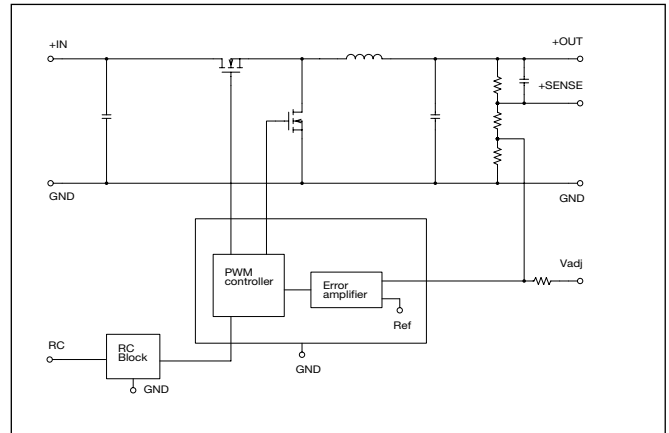 +IN
+OUT
+SENSE
GND
GND
PWM
controller
Error
amplifier
Vadj
Ref
RC
RC
Block
GND
GND